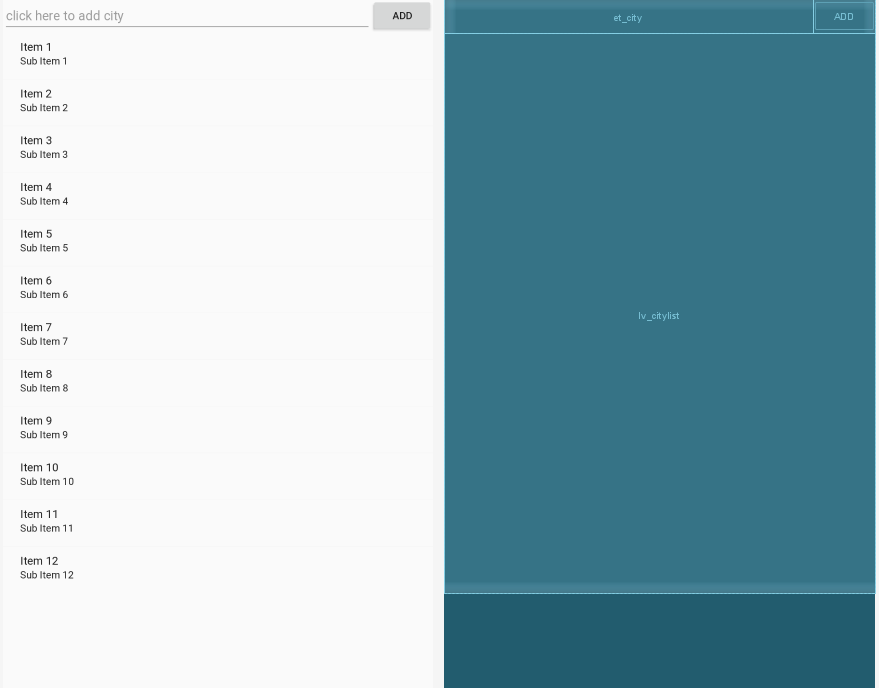 click here to add city
ADD
Item 1
Sub Item 1
Item 2
Sub Item 2
Item 3
Sub Item 3
Item 4
Sub Item 4
Item 5
Sub Item 5
Item 6
Sub Item 6
Item 7
Sub Item 7
Item 8
Sub Item 8
Item 9
Sub Item 9
Item 10
Sub Item 10
Item 11
Sub Item 11
Item 12
Sub Item 12
et_city
ADD
lv_citylist